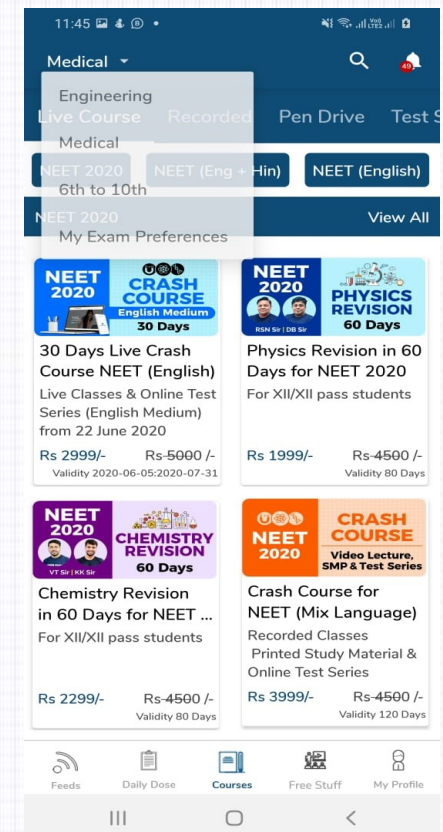 11:45
Medical
49
Engineering
Medical
6th to 10th
My Exam Preferences
Live Course Recorded Pen Drive Test S
NEET 2020 NEET (Eng + Hin) NEET (English)
NEET 2020 View All
NEET
2020
CRASH
COURSE
English Medium
30 Days
30 Days Live Crash
Course NEET (English)
Live Classes & Online Test
Series (English Medium)
from 22 June 2020
Rs 2999/- Rs 5000 /-
Validity 2020-06-05:2020-07-31
NEET
2020
RSN Sir | DB Sir
PHYSICS
REVISION
60 Days
Physics Revision in 60
Days for NEET 2020
For XII/XII pass students
Rs 1999/- Rs 4500 /-
Validity 80 Days
NEET
2020
VT Sir | KK Sir
CHEMISTRY
REVISION
60 Days
Chemistry Revision
in 60 Days for NEET ...
For XII/XII pass students
Rs 2299/- Rs 4500 /-
Validity 80 Days
NEET
2020
CRASH
COURSE
Video Lecture,
SMP & Test Series
Crash Course for
NEET (Mix Language)
Recorded Classes
Printed Study Material &
Online Test Series
Rs 3999/- Rs 4500 /-
Validity 120 Days
Feeds Daily Dose Courses Free Stuff My Profile